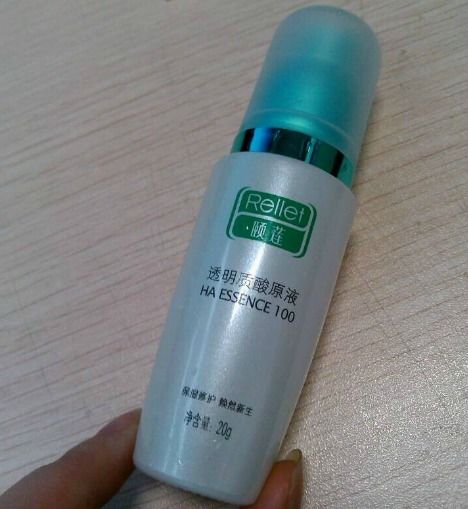 Rellet
·颐莲
透明质酸原液
HA ESSENCE 100
保湿修护 焕然新生
净含量: 20g